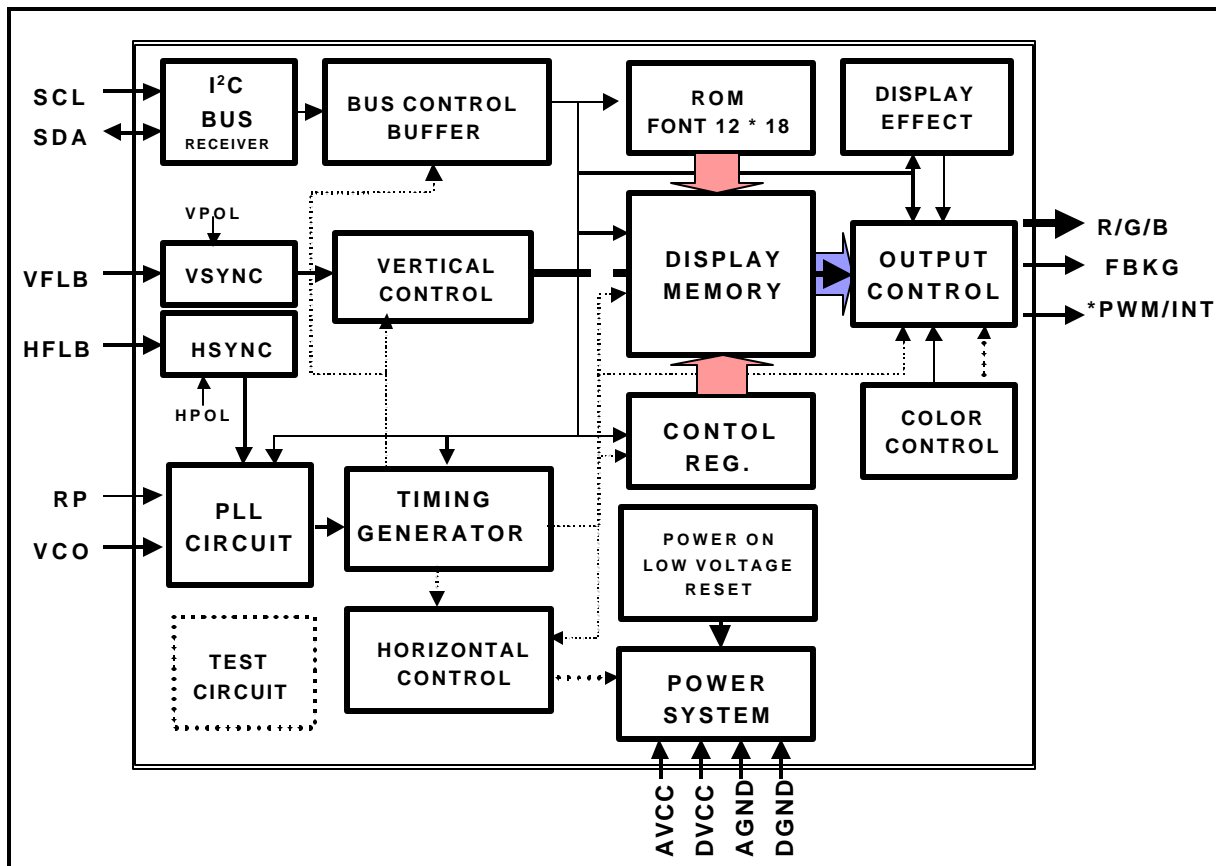 SCL
SDA
I²C
BUS
RECEIVER
BUS CONTROL
BUFFER
ROM
FONT 12 * 18
DISPLAY
EFFECT
VPOL
VFLB
VSYNC
VERTICAL
CONTROL
DISPLAY
MEMORY
OUTPUT
CONTROL
R/G/B
FBKG
*PWM/INT
HFLB
HSYNC
HPOL
CONTOL
REG.
COLOR
CONTROL
RP
VCO
PLL
CIRCUIT
TIMING
GENERATOR
POWER ON
LOW VOLTAGE
RESET
TEST
CIRCUIT
HORIZONTAL
CONTROL
POWER
SYSTEM
AVCC
DVCC
AGND
DGND